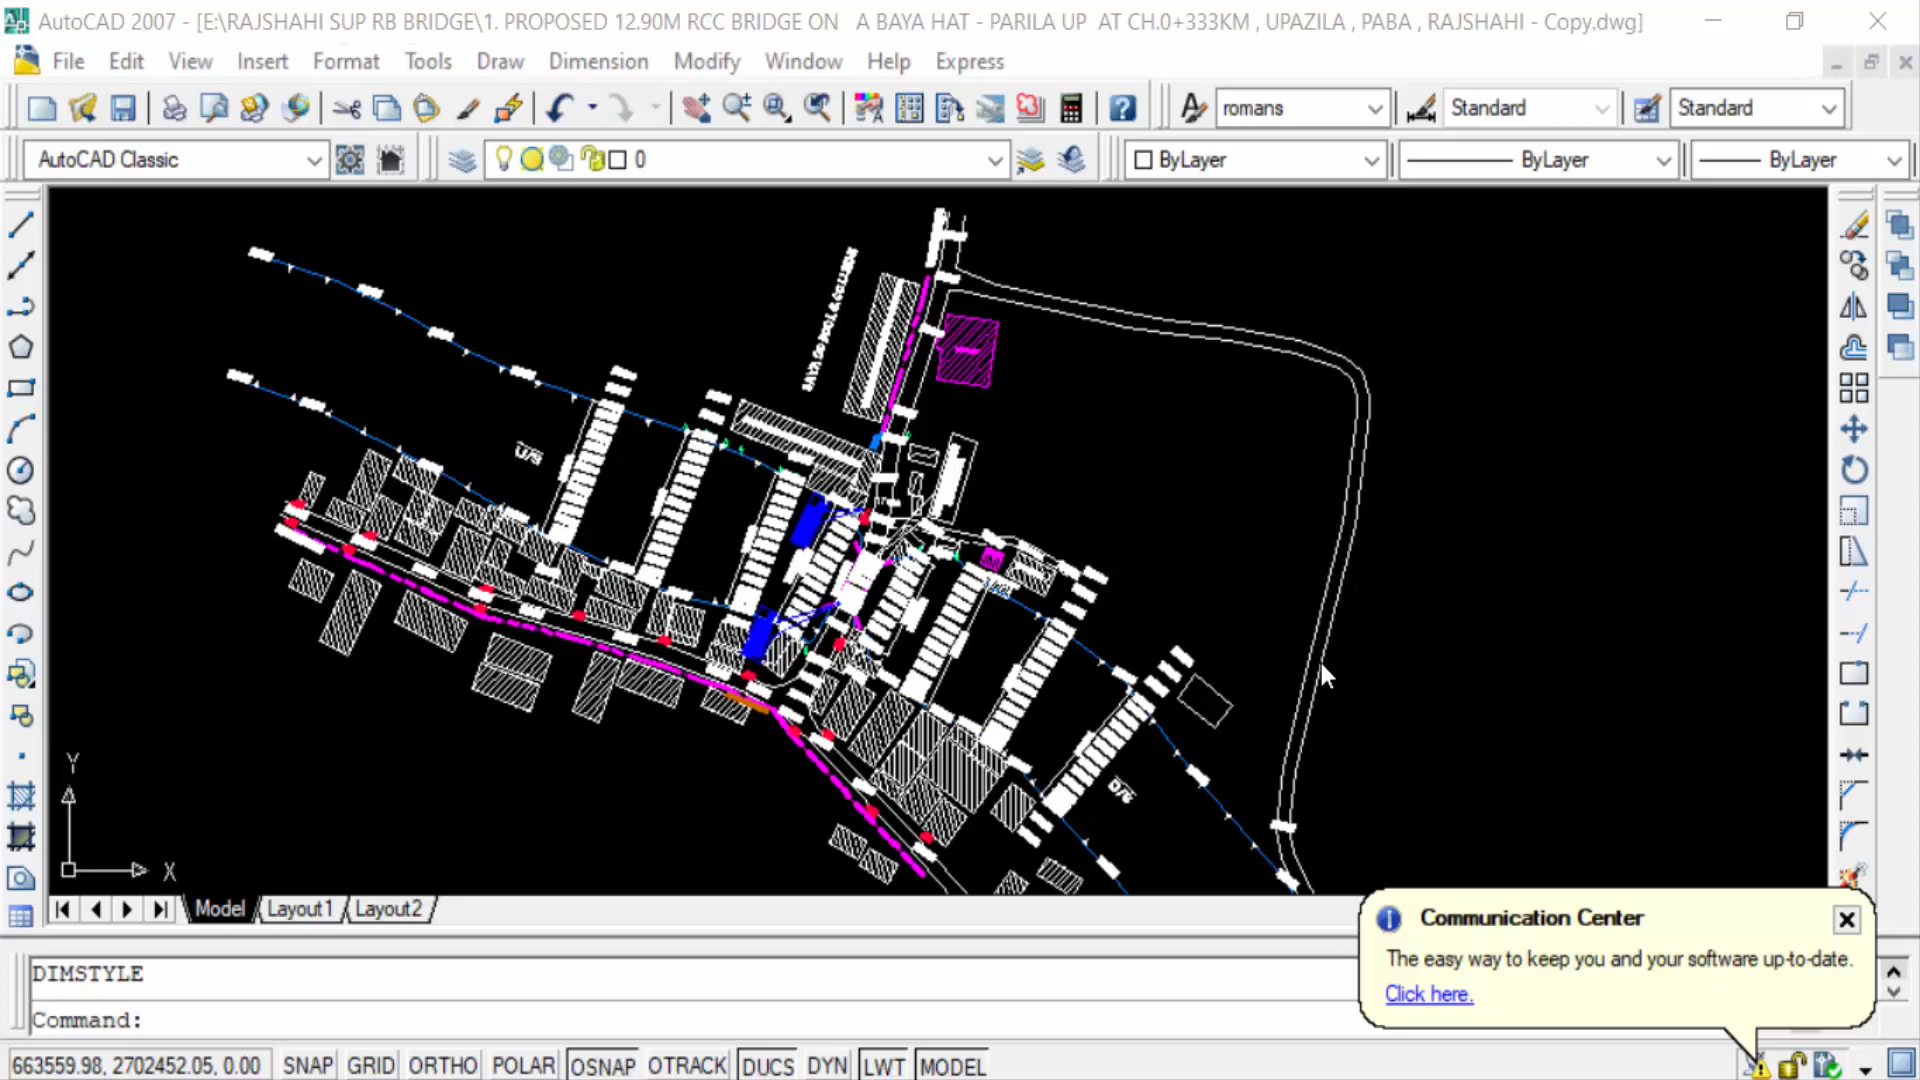 AutoCAD 2007 - [E:\RAJSHAHI SUP RB BRIDGE\1. PROPOSED 12.90M RCC BRIDGE ON   A BAYA HAT - PARILA UP  AT CH.0+333KM , UPAZILA , PABA , RAJSHAHI - Copy.dwg]
File Edit View Insert Format Tools Draw Dimension Modify Window Help Express
romans Standard Standard
AutoCAD Classic 0 ByLayer ByLayer ByLayer
U/S
D/S
Y
X
Model Layout1 Layout2
Communication Center
The easy way to keep you and your software up-to-date.
Click here.
DIMSTYLE
Command:
663559.98, 2702452.05, 0.00 SNAP GRID ORTHO POLAR OSNAP OTRACK DUCS DYN LWT MODEL